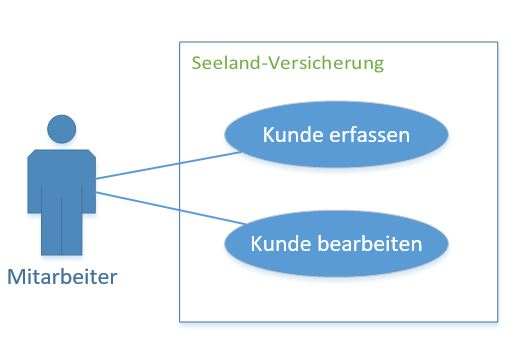 Seeland-Versicherung
Kunde erfassen
Kunde bearbeiten
Mitarbeiter